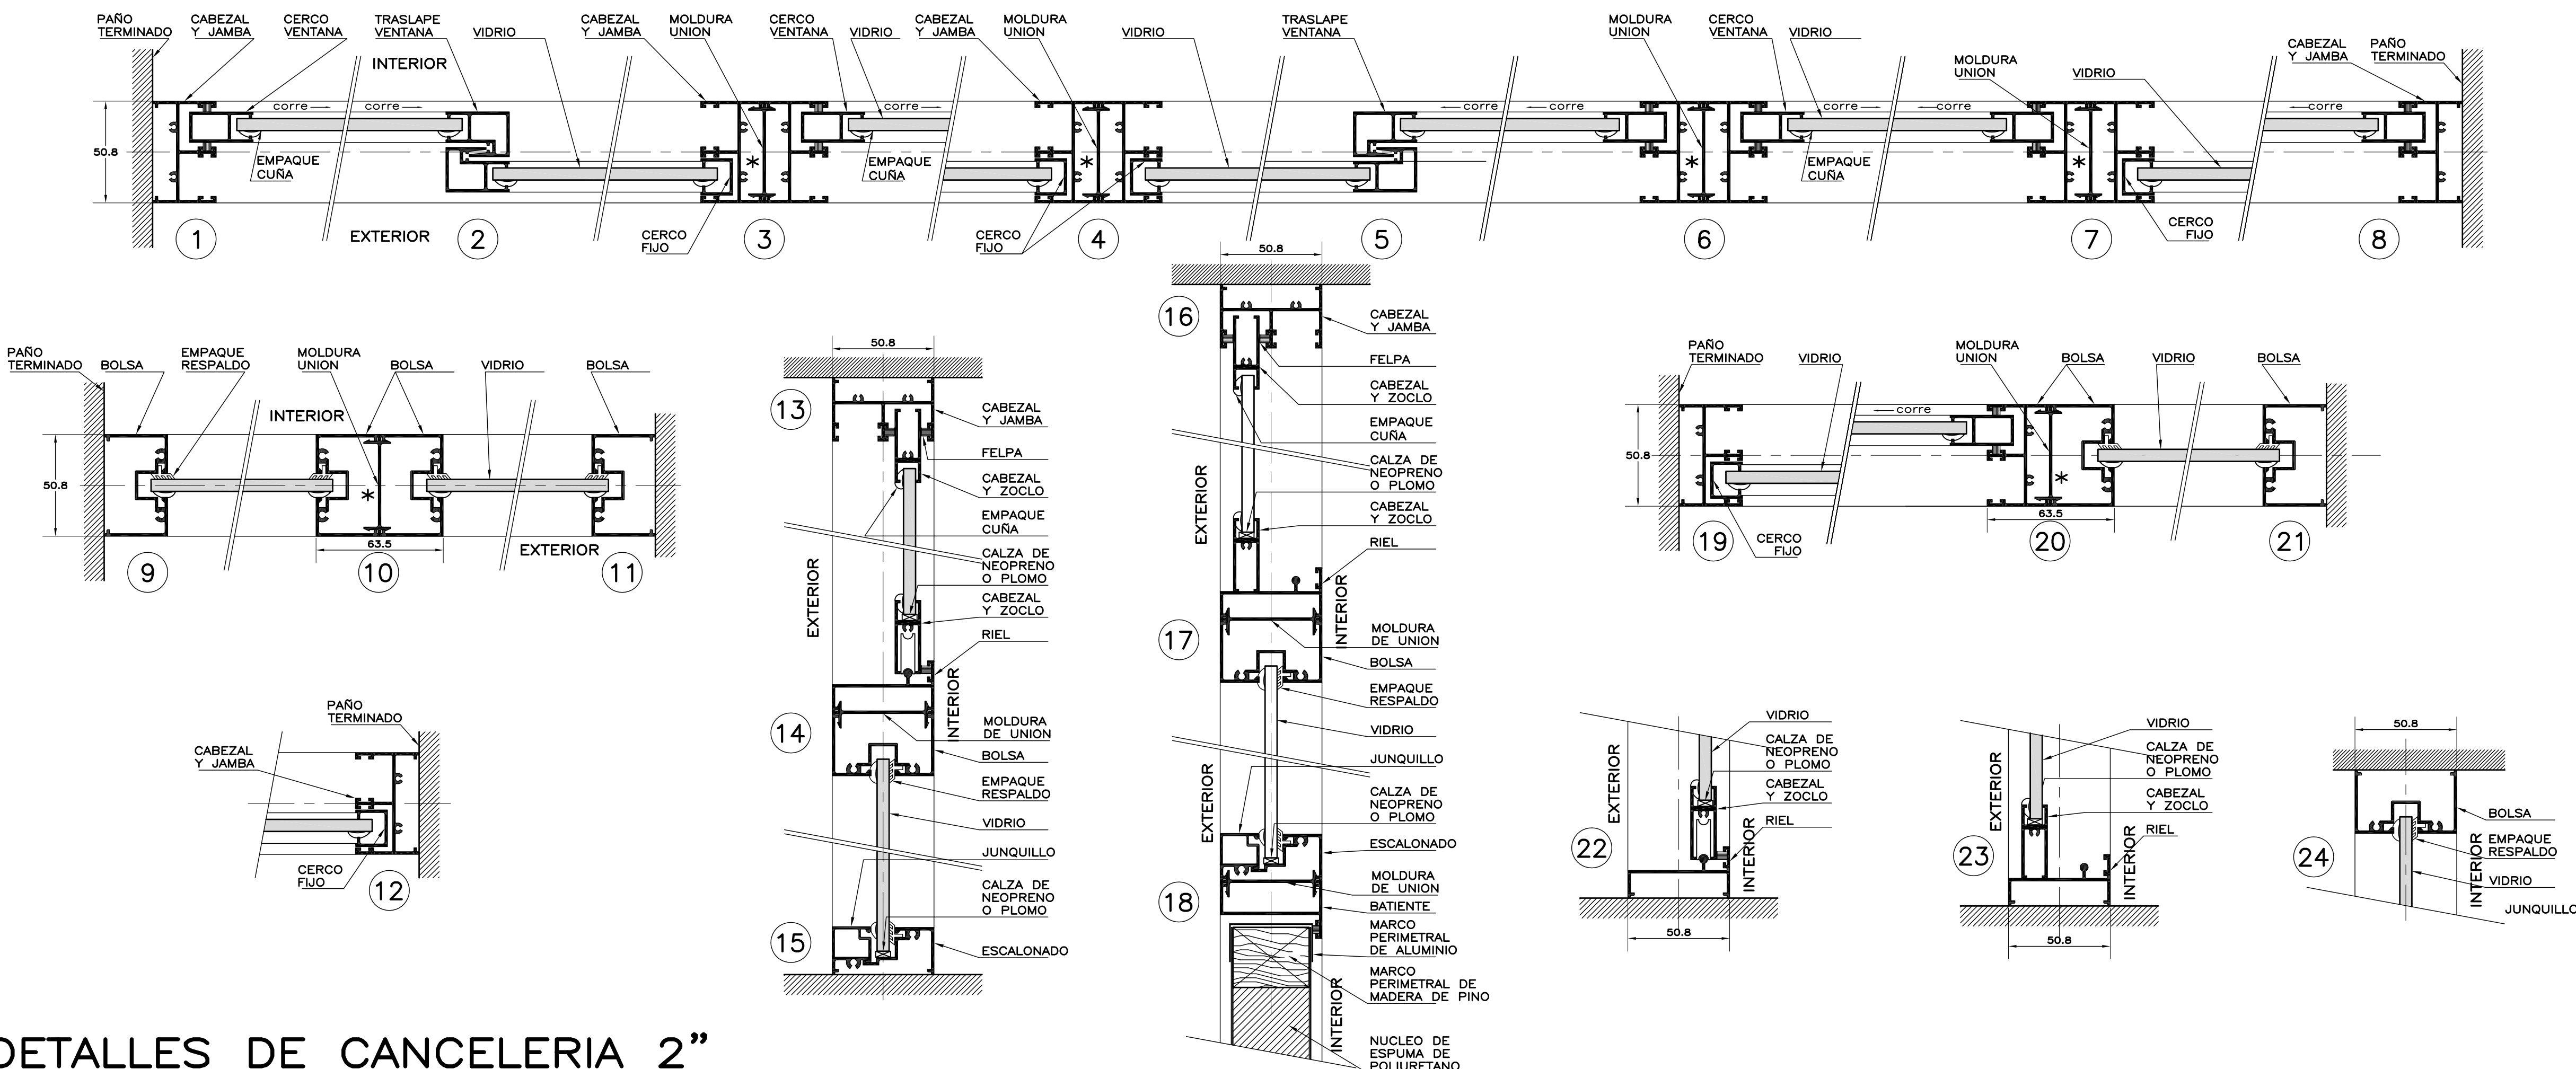 PAÑO
TERMINADO
CABEZAL
Y JAMBA
CERCO
VENTANA
TRASLAPE
VENTANA
VIDRIO
CABEZAL
Y JAMBA
MOLDURA
UNION
CERCO
VENTANA
VIDRIO
CABEZAL
Y JAMBA
MOLDURA
UNION
VIDRIO
TRASLAPE
VENTANA
MOLDURA
UNION
CERCO
VENTANA
VIDRIO
MOLDURA
UNION
VIDRIO
CABEZAL
Y JAMBA
PAÑO
TERMINADO
INTERIOR
corre
corre
corre
corre
corre
corre
corre
corre
50.8
EMPAQUE
CUÑA
*
EMPAQUE
CUÑA
*
*
EMPAQUE
CUÑA
*
1
EXTERIOR
2
CERCO
FIJO
3
CERCO
FIJO
4
5
6
7
CERCO
FIJO
8
PAÑO
TERMINADO
BOLSA
EMPAQUE
RESPALDO
MOLDURA
UNION
BOLSA
VIDRIO
BOLSA
INTERIOR
50.8
*
63.5
EXTERIOR
9
10
11
PAÑO
TERMINADO
CABEZAL
Y JAMBA
CERCO
FIJO
12
50.8
13
CABEZAL
Y JAMBA
FELPA
CABEZAL
Y ZOCLO
EMPAQUE
CUÑA
CALZA DE
NEOPRENO
O PLOMO
CABEZAL
Y ZOCLO
RIEL
EXTERIOR
INTERIOR
14
MOLDURA
DE UNION
BOLSA
EMPAQUE
RESPALDO
VIDRIO
JUNQUILLO
CALZA DE
NEOPRENO
O PLOMO
15
ESCALONADO
50.8
16
CABEZAL
Y JAMBA
FELPA
CABEZAL
Y ZOCLO
EMPAQUE
CUÑA
CALZA DE
NEOPRENO
O PLOMO
CABEZAL
Y ZOCLO
RIEL
EXTERIOR
INTERIOR
17
MOLDURA
DE UNION
BOLSA
EMPAQUE
RESPALDO
VIDRIO
JUNQUILLO
CALZA DE
NEOPRENO
O PLOMO
EXTERIOR
ESCALONADO
18
MOLDURA
DE UNION
BATIENTE
MARCO
PERIMETRAL
DE ALUMINIO
MARCO
PERIMETRAL DE
MADERA DE PINO
INTERIOR
NUCLEO DE
ESPUMA DE
POLIURETANO
PAÑO
TERMINADO
VIDRIO
MOLDURA
UNION
BOLSA
VIDRIO
BOLSA
corre
50.8
*
63.5
19
CERCO
FIJO
20
21
VIDRIO
CALZA DE
NEOPRENO
O PLOMO
CABEZAL
Y ZOCLO
RIEL
EXTERIOR
INTERIOR
22
50.8
VIDRIO
CALZA DE
NEOPRENO
O PLOMO
CABEZAL
Y ZOCLO
RIEL
EXTERIOR
INTERIOR
23
50.8
50.8
BOLSA
24
EMPAQUE
RESPALDO
VIDRIO
INTERIOR
JUNQUILLO
DETALLES DE CANCELERIA 2”